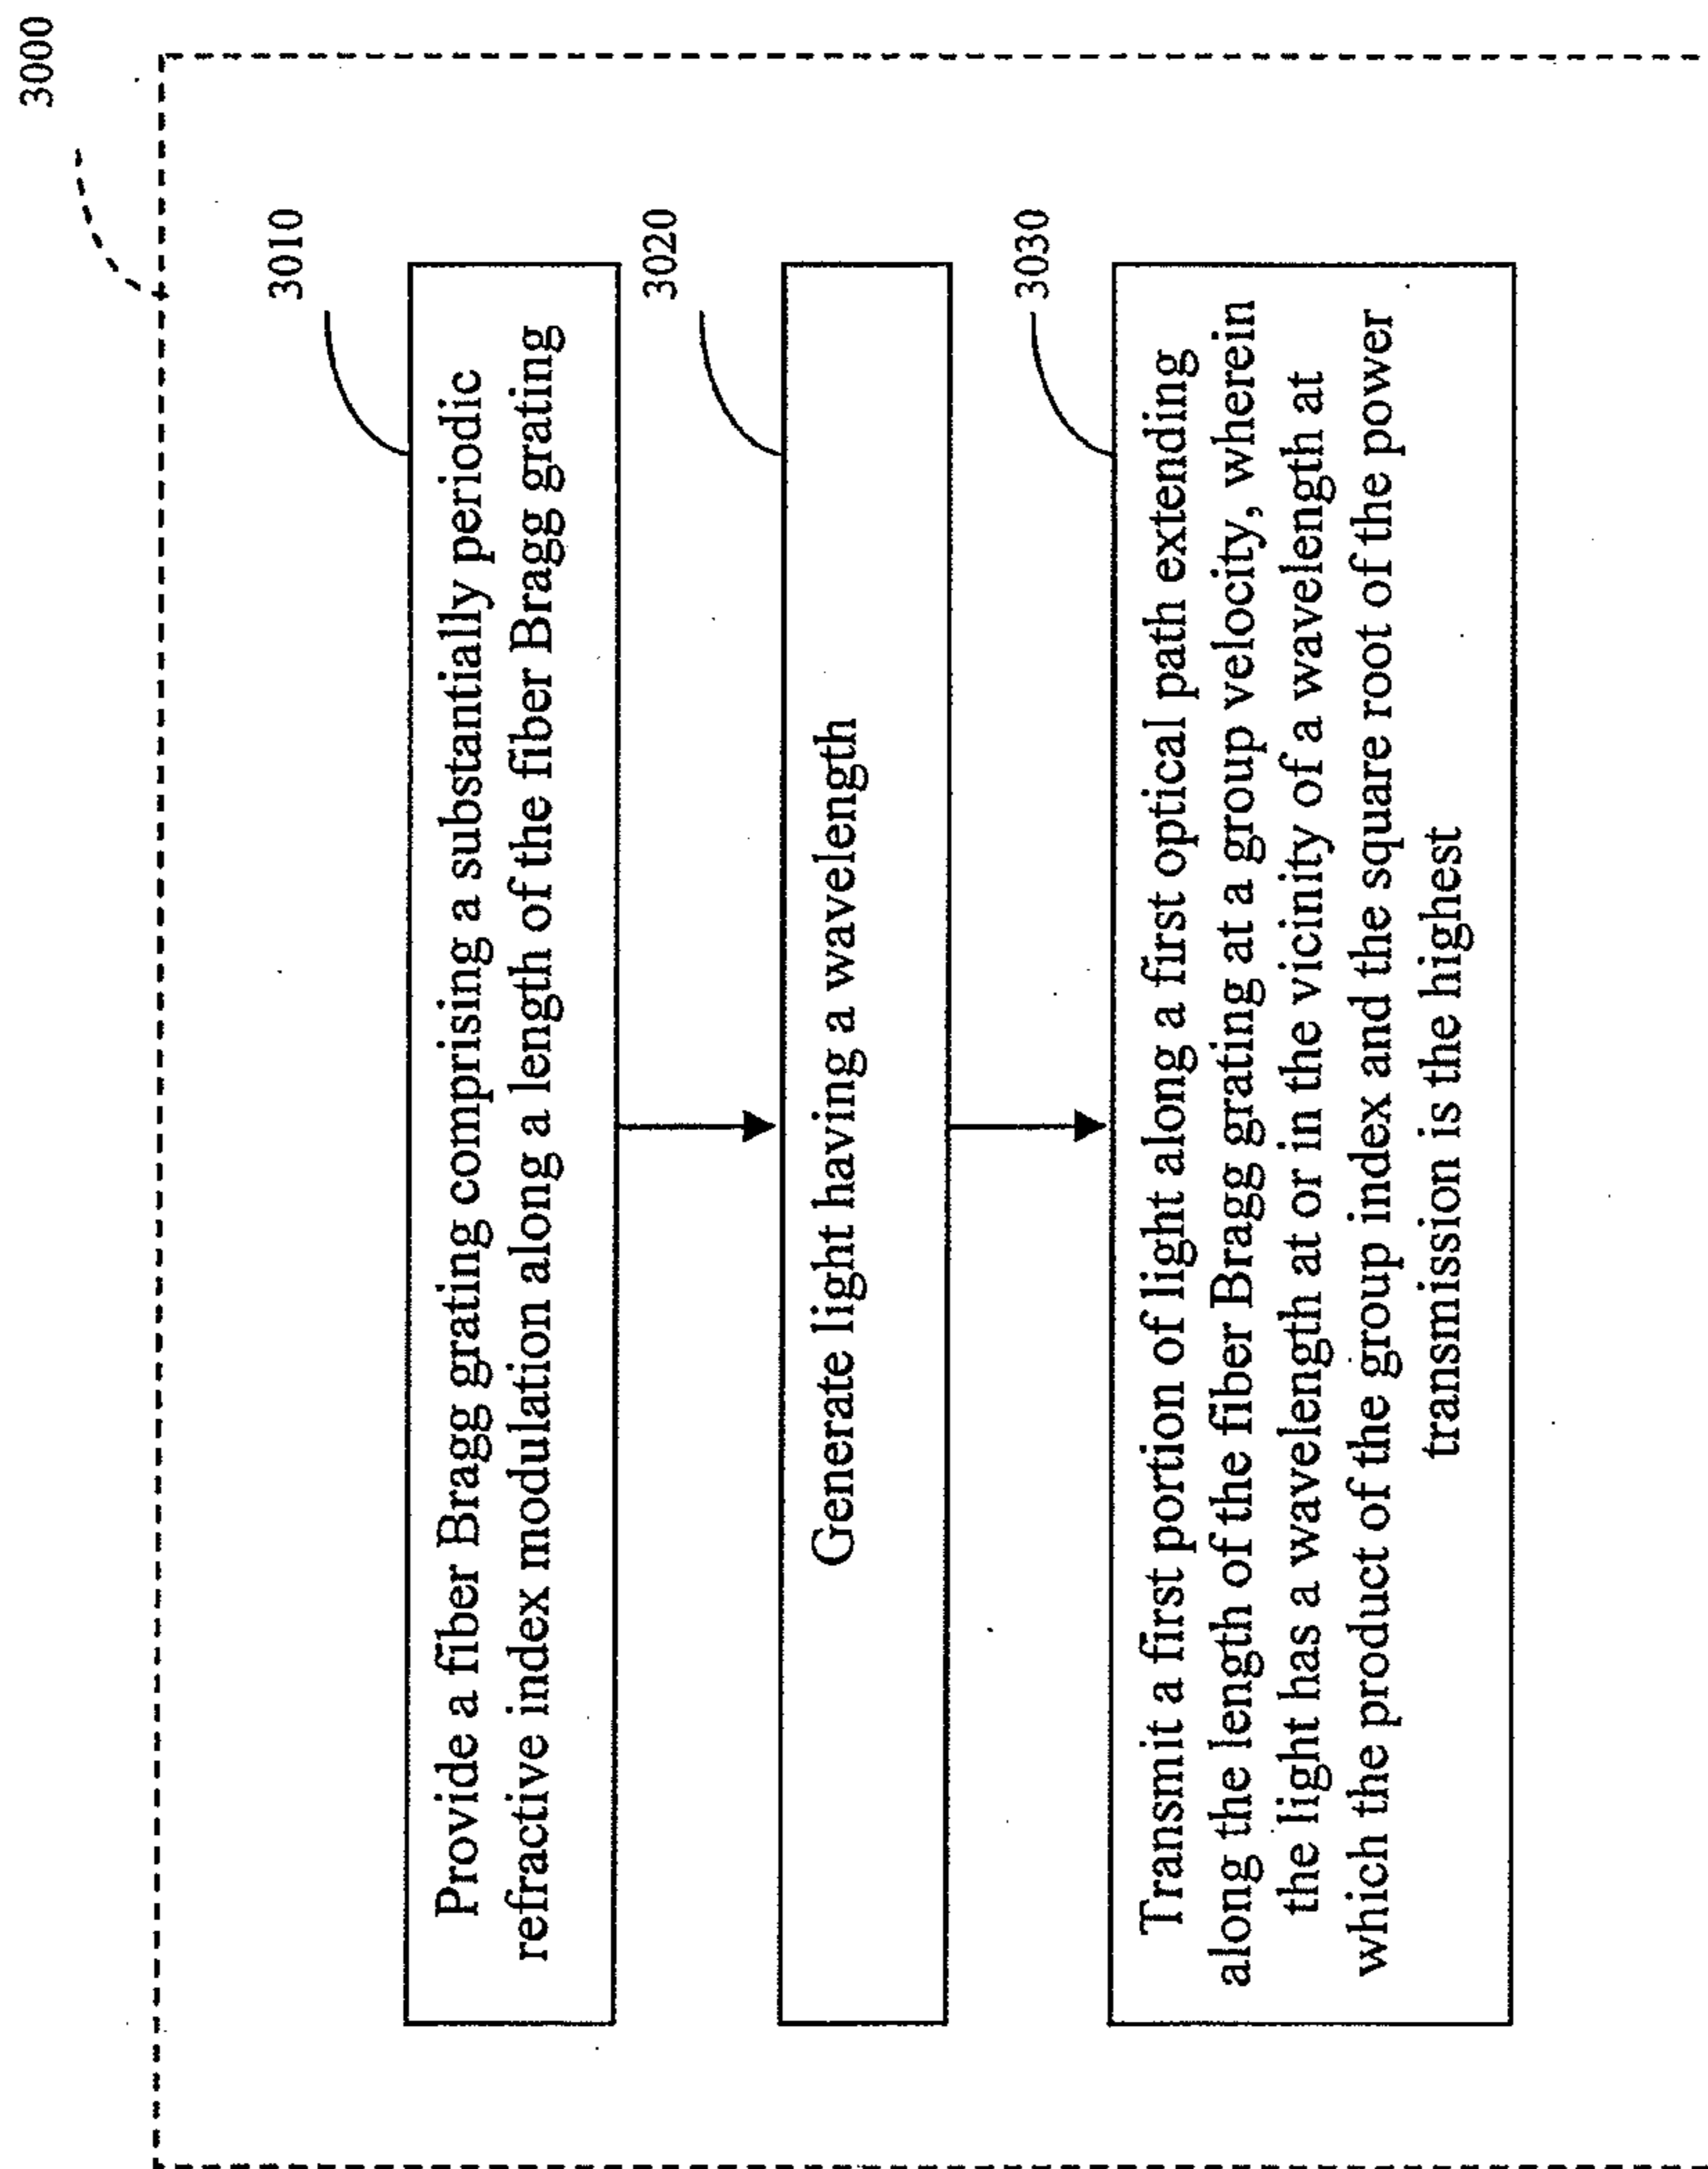 3000
3010
Provide a fiber Bragg grating comprising a substantially periodic
refractive index modulation along a length of the fiber Bragg grating
3020
Generate light having a wavelength
3030
Transmit a first portion of light along a first optical path extending
along the length of the fiber Bragg grating at a group velocity, wherein
the light has a wavelength at or in the vicinity of a wavelength at
which the product of the group index and the square root of the power
transmission is the highest